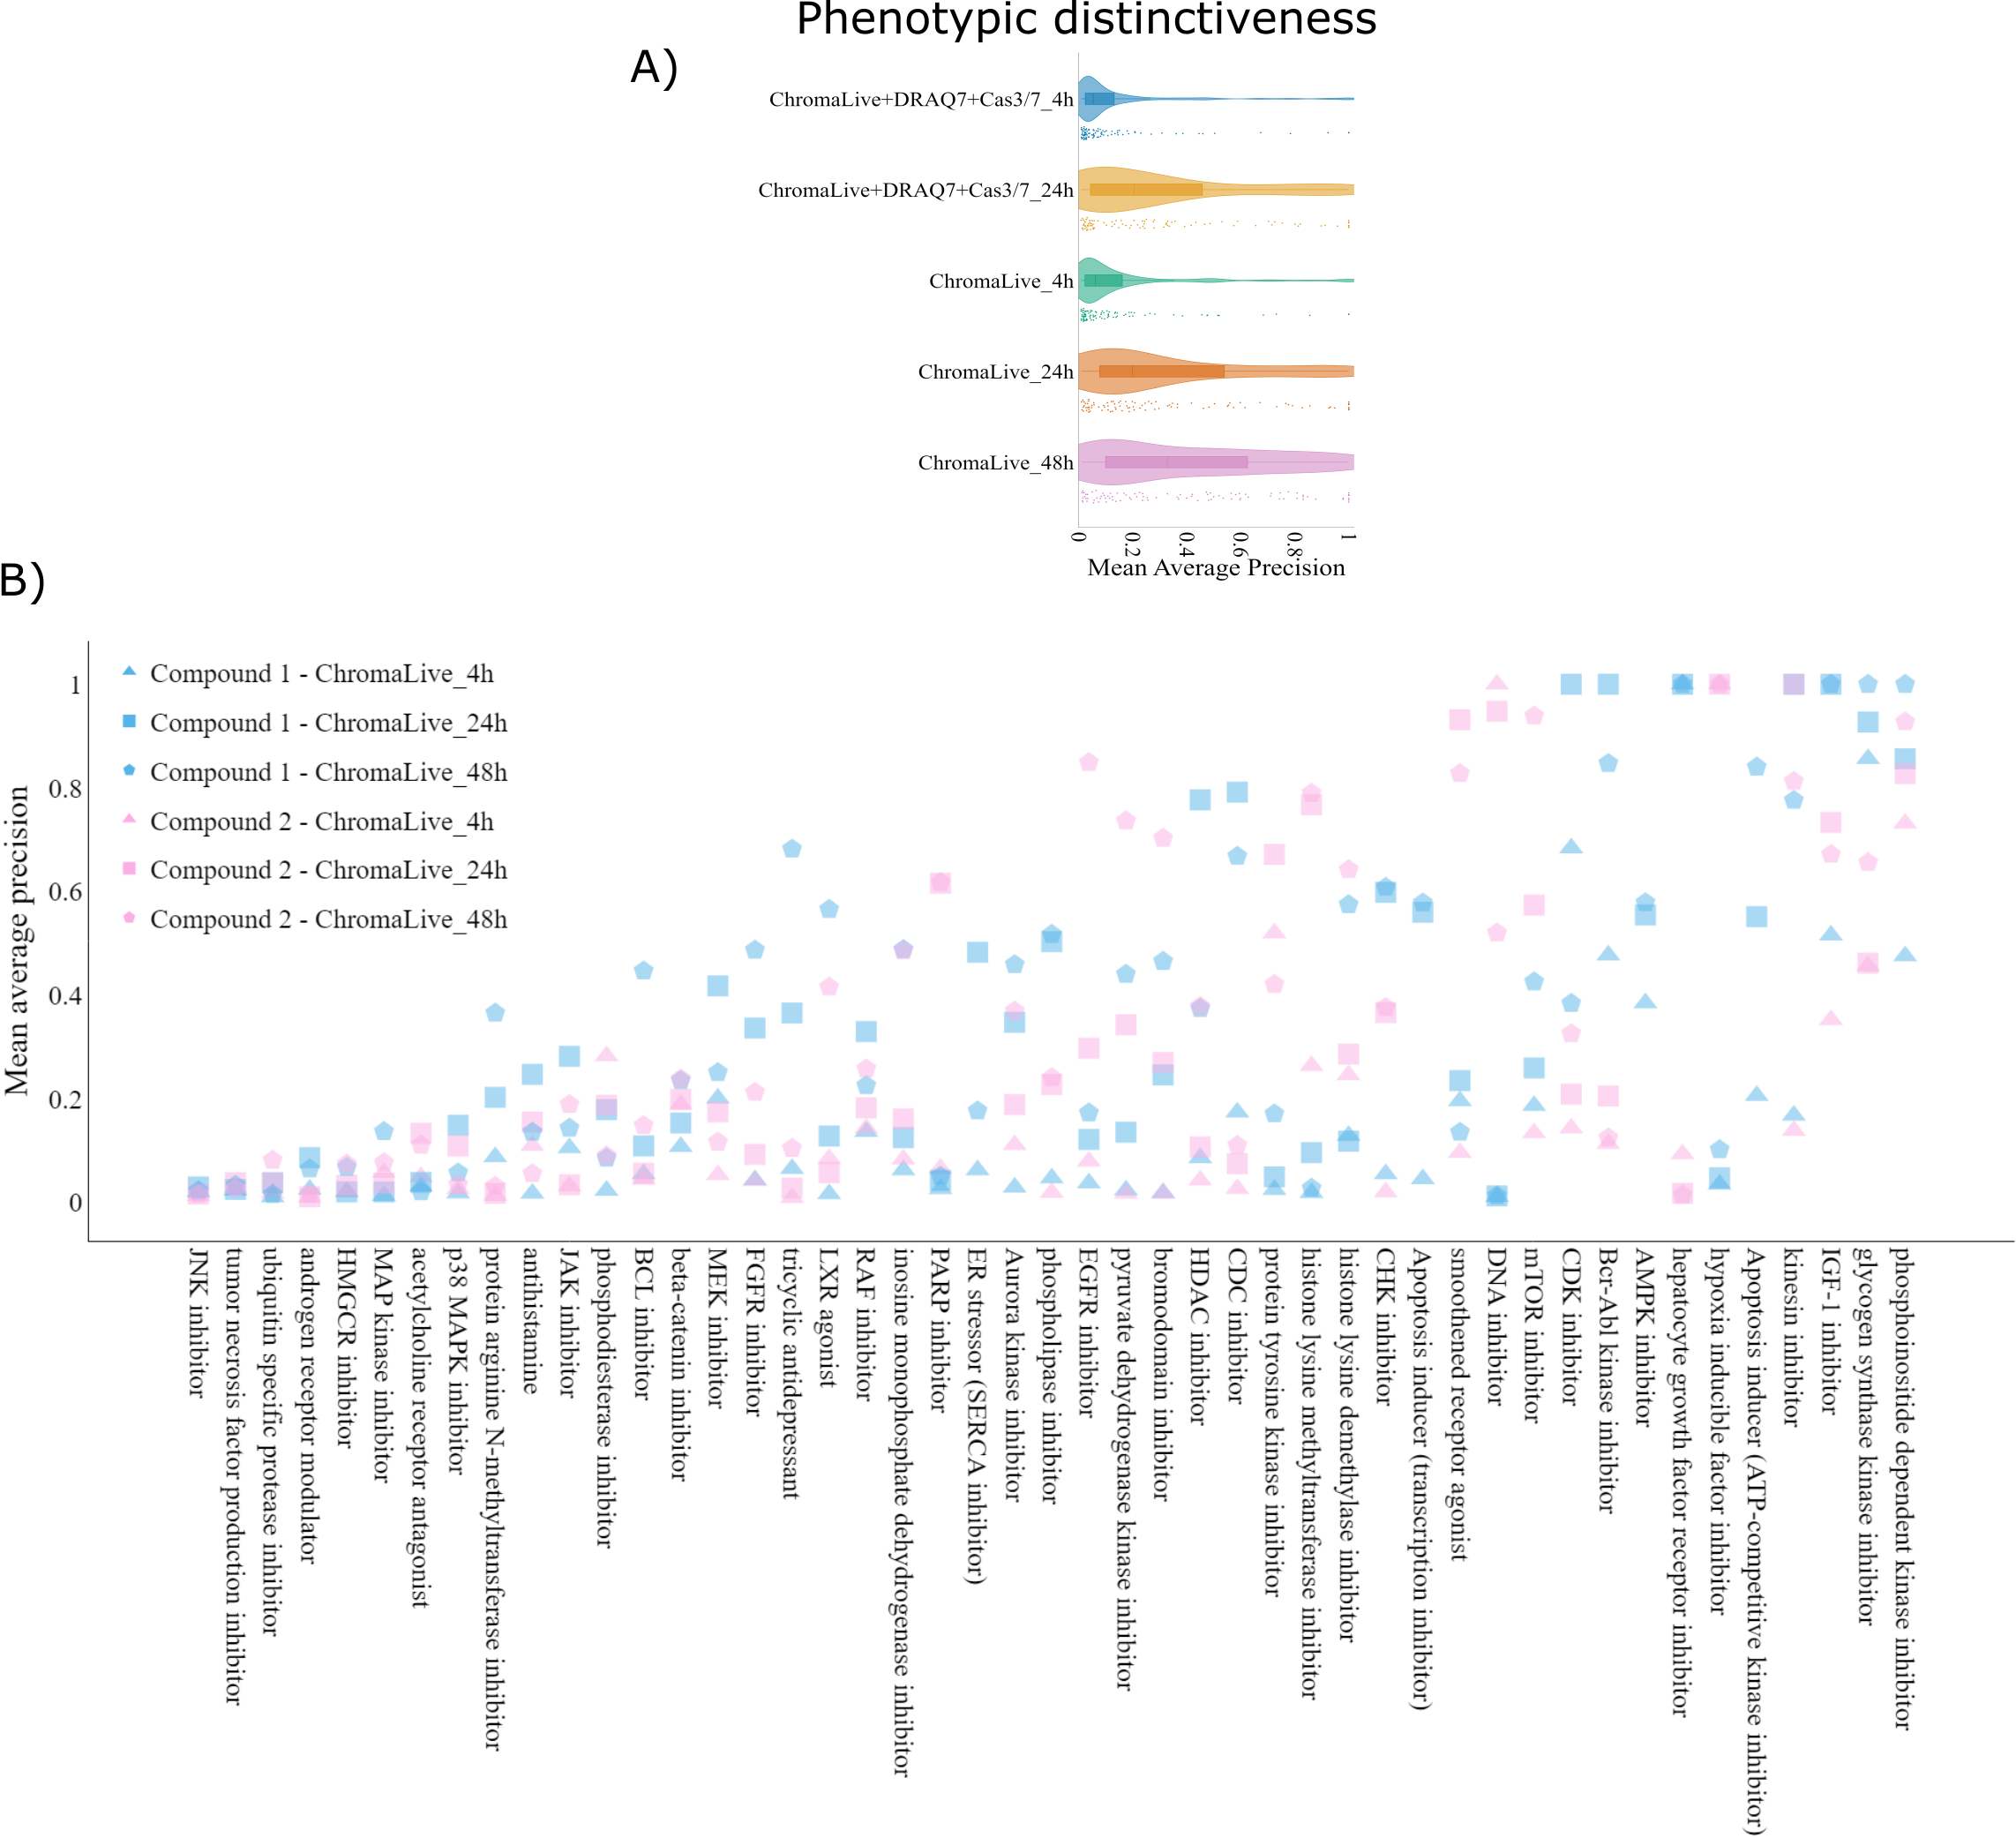 Phenotypic distinctiveness
A)
ChromaLive+DRAQ7+Cas3/7_4h
ChromaLive+DRAQ7+Cas3/7_24h
ChromaLive_4h
ChromaLive_24h
ChromaLive_48h
0
0.2
0.4
0.6
0.8
1
Mean Average Precision
B)
Mean average precision
1
0.8
0.6
0.4
0.2
0
Compound 1 - ChromaLive_4h
Compound 1 - ChromaLive_24h
Compound 1 - ChromaLive_48h
Compound 2 - ChromaLive_4h
Compound 2 - ChromaLive_24h
Compound 2 - ChromaLive_48h
JNK inhibitor
tumor necrosis factor production inhibitor
ubiquitin specific protease inhibitor
androgen receptor modulator
HMGCR inhibitor
MAP kinase inhibitor
acetylcholine receptor antagonist
p38 MAPK inhibitor
protein arginine N-methyltransferase inhibitor
antihistamine
JAK inhibitor
phosphodiesterase inhibitor
BCL inhibitor
beta-catenin inhibitor
MEK inhibitor
FGFR inhibitor
tricyclic antidepressant
LXR agonist
RAF inhibitor
inosine monophosphate dehydrogenase inhibitor
PARP inhibitor
ER stressor (SERCA inhibitor)
Aurora kinase inhibitor
phospholipase inhibitor
EGFR inhibitor
pyruvate dehydrogenase kinase inhibitor
bromodomain inhibitor
HDAC inhibitor
CDC inhibitor
protein tyrosine kinase inhibitor
histone lysine methyltransferase inhibitor
histone lysine demethylase inhibitor
CHK inhibitor
Apoptosis inducer (transcription inhibitor)
smoothened receptor agonist
DNA inhibitor
mTOR inhibitor
CDK inhibitor
Bcr-Abl kinase inhibitor
AMPK inhibitor
hepatocyte growth factor receptor inhibitor
hypoxia inducible factor inhibitor
Apoptosis inducer (ATP-competitive kinase inhibitor)
kinesin inhibitor
IGF-1 inhibitor
glycogen synthase kinase inhibitor
phosphoinositide dependent kinase inhibitor